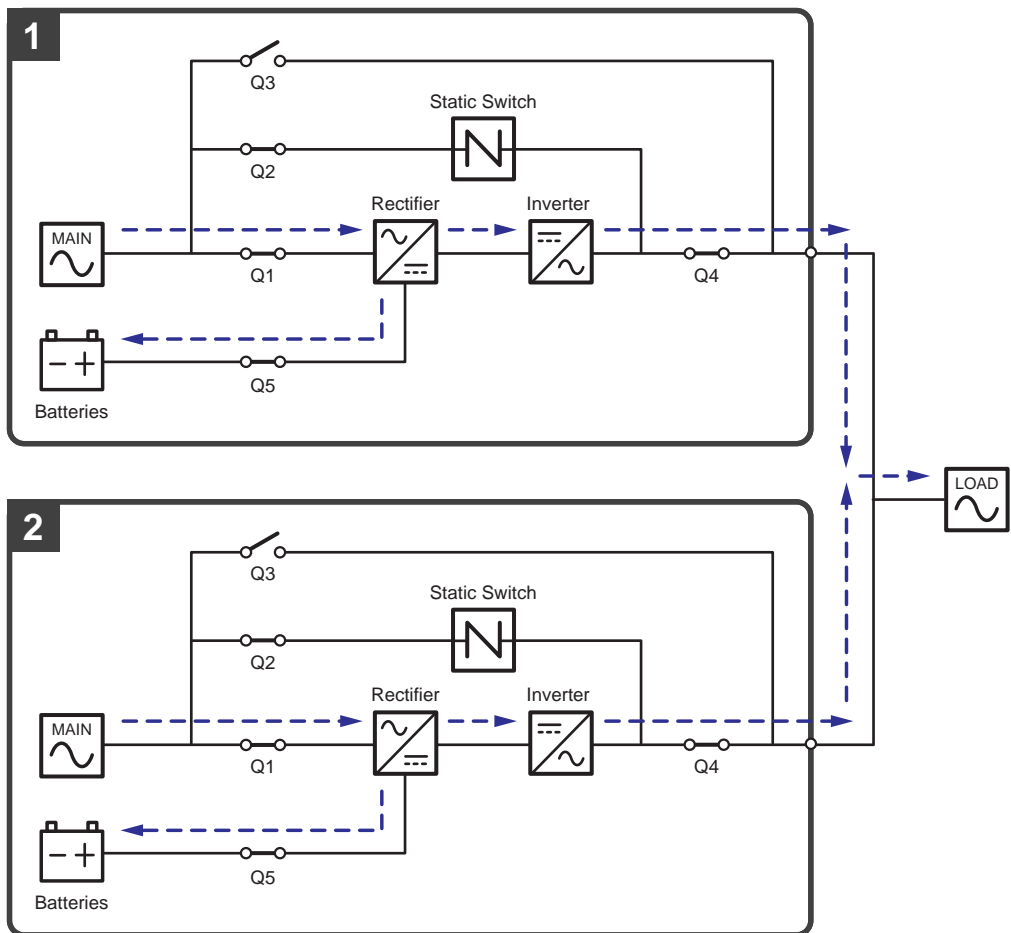 1
Q3
Static Switch
Q2
Rectifier
Inverter
MAIN
Q1
Q4
Q5
Batteries
LOAD
2
Q3
Static Switch
Q2
Rectifier
Inverter
MAIN
Q1
Q4
Q5
Batteries